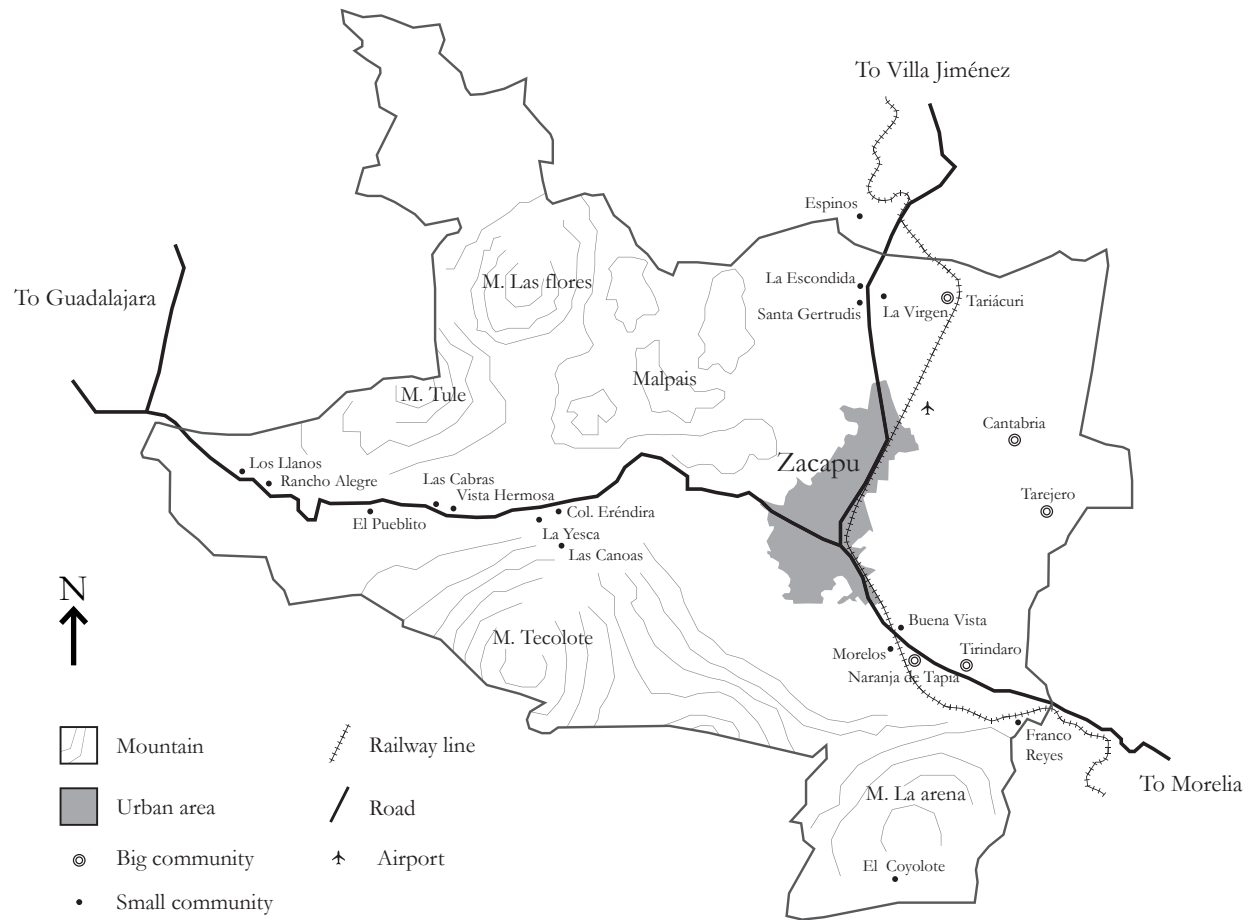 To Villa Jiménez
Espinos
M. Las flores
La Escondida
To Guadalajara
Santa Gertrudis
La Virgen
Tariácuri
Malpais
M. Tule
Cantabria
Zacapu
Los Llanos
Rancho Alegre
Las Cabras
Vista Hermosa
Tarejero
El Pueblito
Col. Eréndira
La Yesca
Las Canoas
N
Buena Vista
M. Tecolote
Morelos
Tirindaro
Naranja de Tapia
Franco
Reyes
To Morelia
M. La arena
El Coyolote
Mountain
Railway line
Urban area
Road
Big community
Airport
Small community